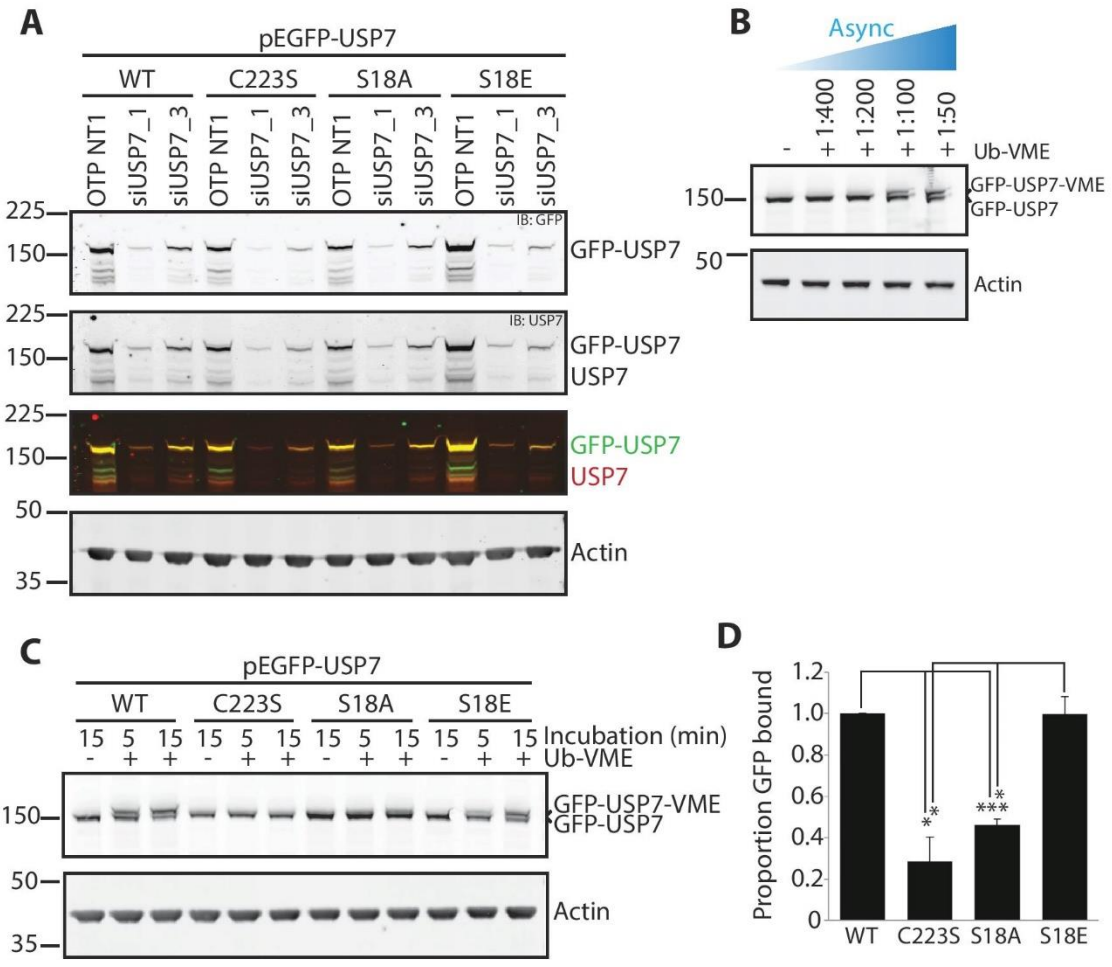 A
pEGFP-USP7
WT C223S S18A S18E
OTP NT1 siUSP7_1 siUSP7_3 OTP NT1 siUSP7_1 siUSP7_3 OTP NT1 siUSP7_1 siUSP7_3 OTP NT1 siUSP7_1 siUSP7_3
225
IB: GFP
150 GFP-USP7
225
IB: USP7
150 GFP-USP7
USP7
225
GFP-USP7
150
USP7
50
Actin
35
B
Async
1:400 1:200 1:100 1:50
- + + + + Ub-VME
GFP-USP7-VME
150 GFP-USP7
50
Actin
C
pEGFP-USP7
WT C223S S18A S18E
15 5 15 15 5 15 15 5 15 15 5 15 Incubation (min)
- + + - + + - + + - + + Ub-VME
GFP-USP7-VME
150 GFP-USP7
50
Actin
35
D
Proportion GFP bound
1.2
1.0
0.8
0.6
0.4
0.2
0
* * *** *
WT C223S S18A S18E